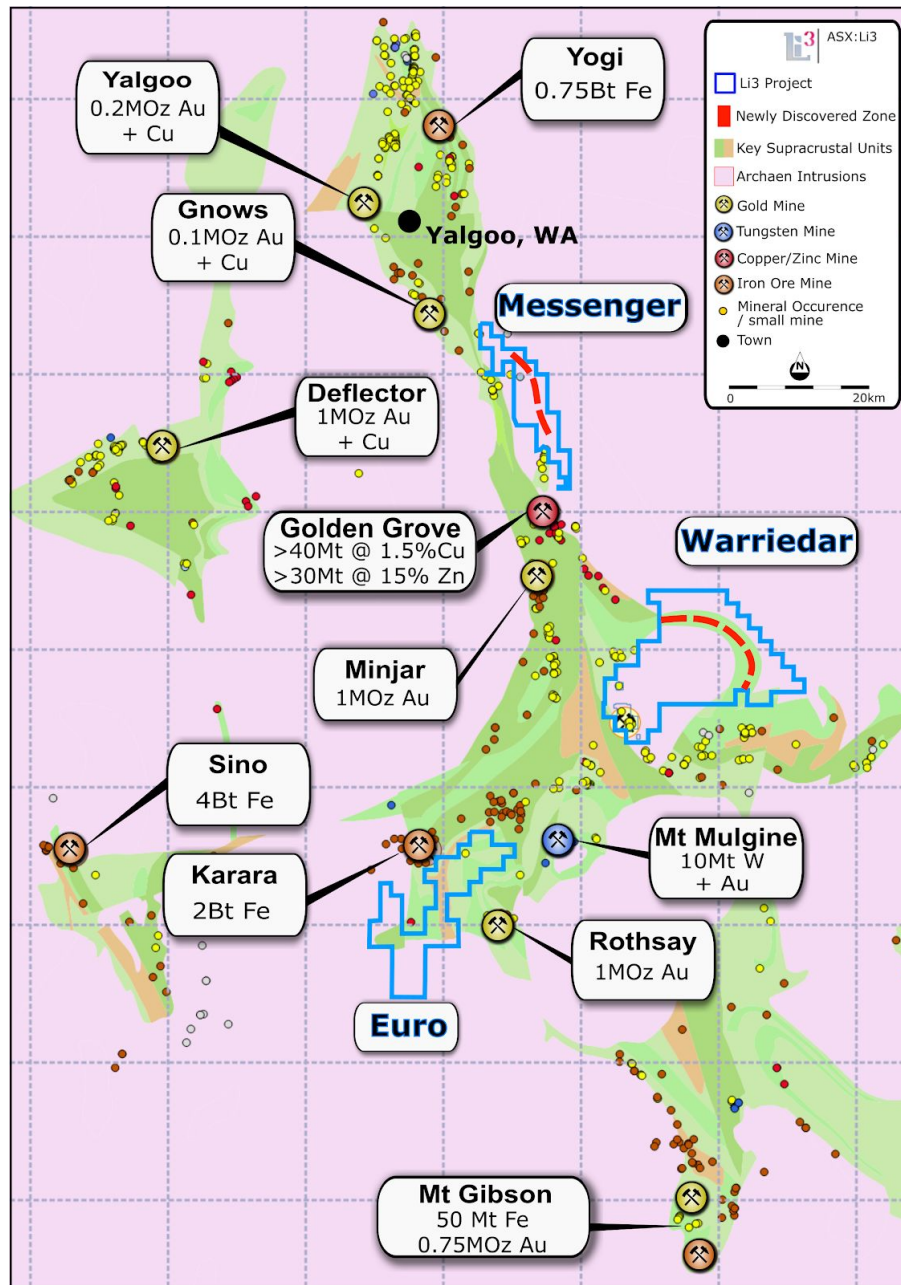 Yalgoo
0.2MOz Au
+ Cu
Yogi
0.75Bt Fe
Gnows
0.1MOz Au
+ Cu
Yalgoo, WA
Messenger
Deflector
1MOz Au
+ Cu
Golden Grove
>40Mt @ 1.5%Cu
>30Mt @ 15% Zn
Warriedar
Minjar
1MOz Au
Sino
4Bt Fe
Karara
2Bt Fe
Mt Mulgine
10Mt W
+ Au
Rothsay
1MOz Au
Euro
Mt Gibson
50 Mt Fe
0.75MOz Au
Li3
ASX:Li3
Li3 Project
Newly Discovered Zone
Key Supracrustal Units
Archaen Intrusions
Gold Mine
Tungsten Mine
Copper/Zinc Mine
Iron Ore Mine
Mineral Occurence
/ small mine
Town
N
0 20km